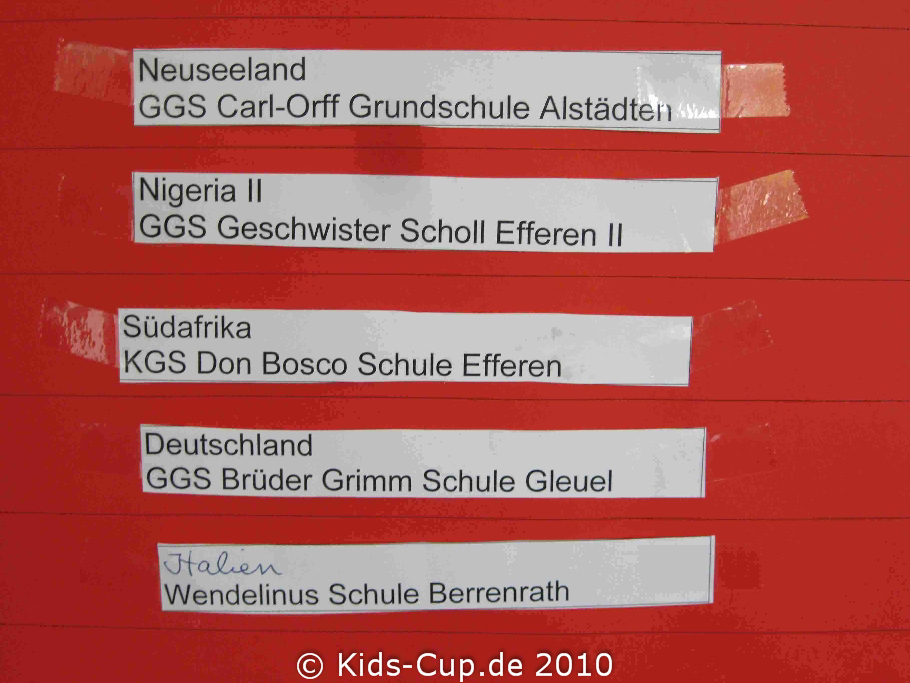 Neuseeland
GGS Carl-Orff Grundschule Alstädten
Nigeria II
GGS Geschwister Scholl Efferen II
Südafrika
KGS Don Bosco Schule Efferen
Deutschland
GGS Brüder Grimm Schule Gleuel
Italien
Wendelinus Schule Berrenrath
© Kids-Cup.de 2010